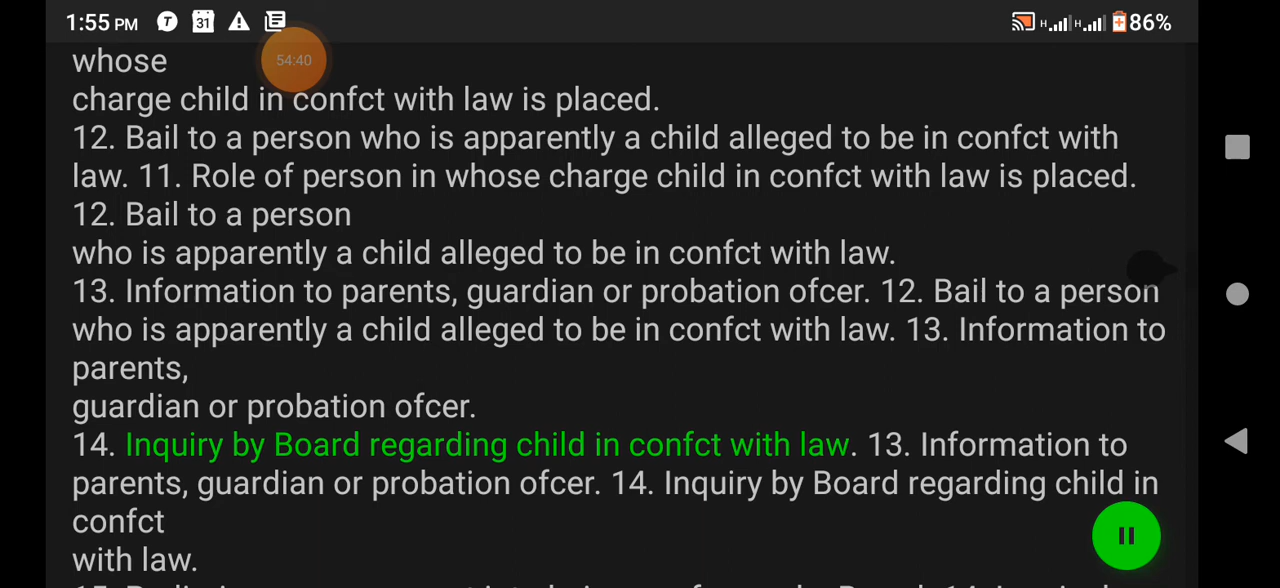 1:55 PM T 31 H H 86%
54:40
whose
charge child in confct with law is placed.
12. Bail to a person who is apparently a child alleged to be in confct with
law. 11. Role of person in whose charge child in confct with law is placed.
12. Bail to a person
who is apparently a child alleged to be in confct with law.
13. Information to parents, guardian or probation ofcer. 12. Bail to a person
who is apparently a child alleged to be in confct with law. 13. Information to
parents,
guardian or probation ofcer.
14. Inquiry by Board regarding child in confct with law. 13. Information to
parents, guardian or probation ofcer. 14. Inquiry by Board regarding child in
confct
with law.